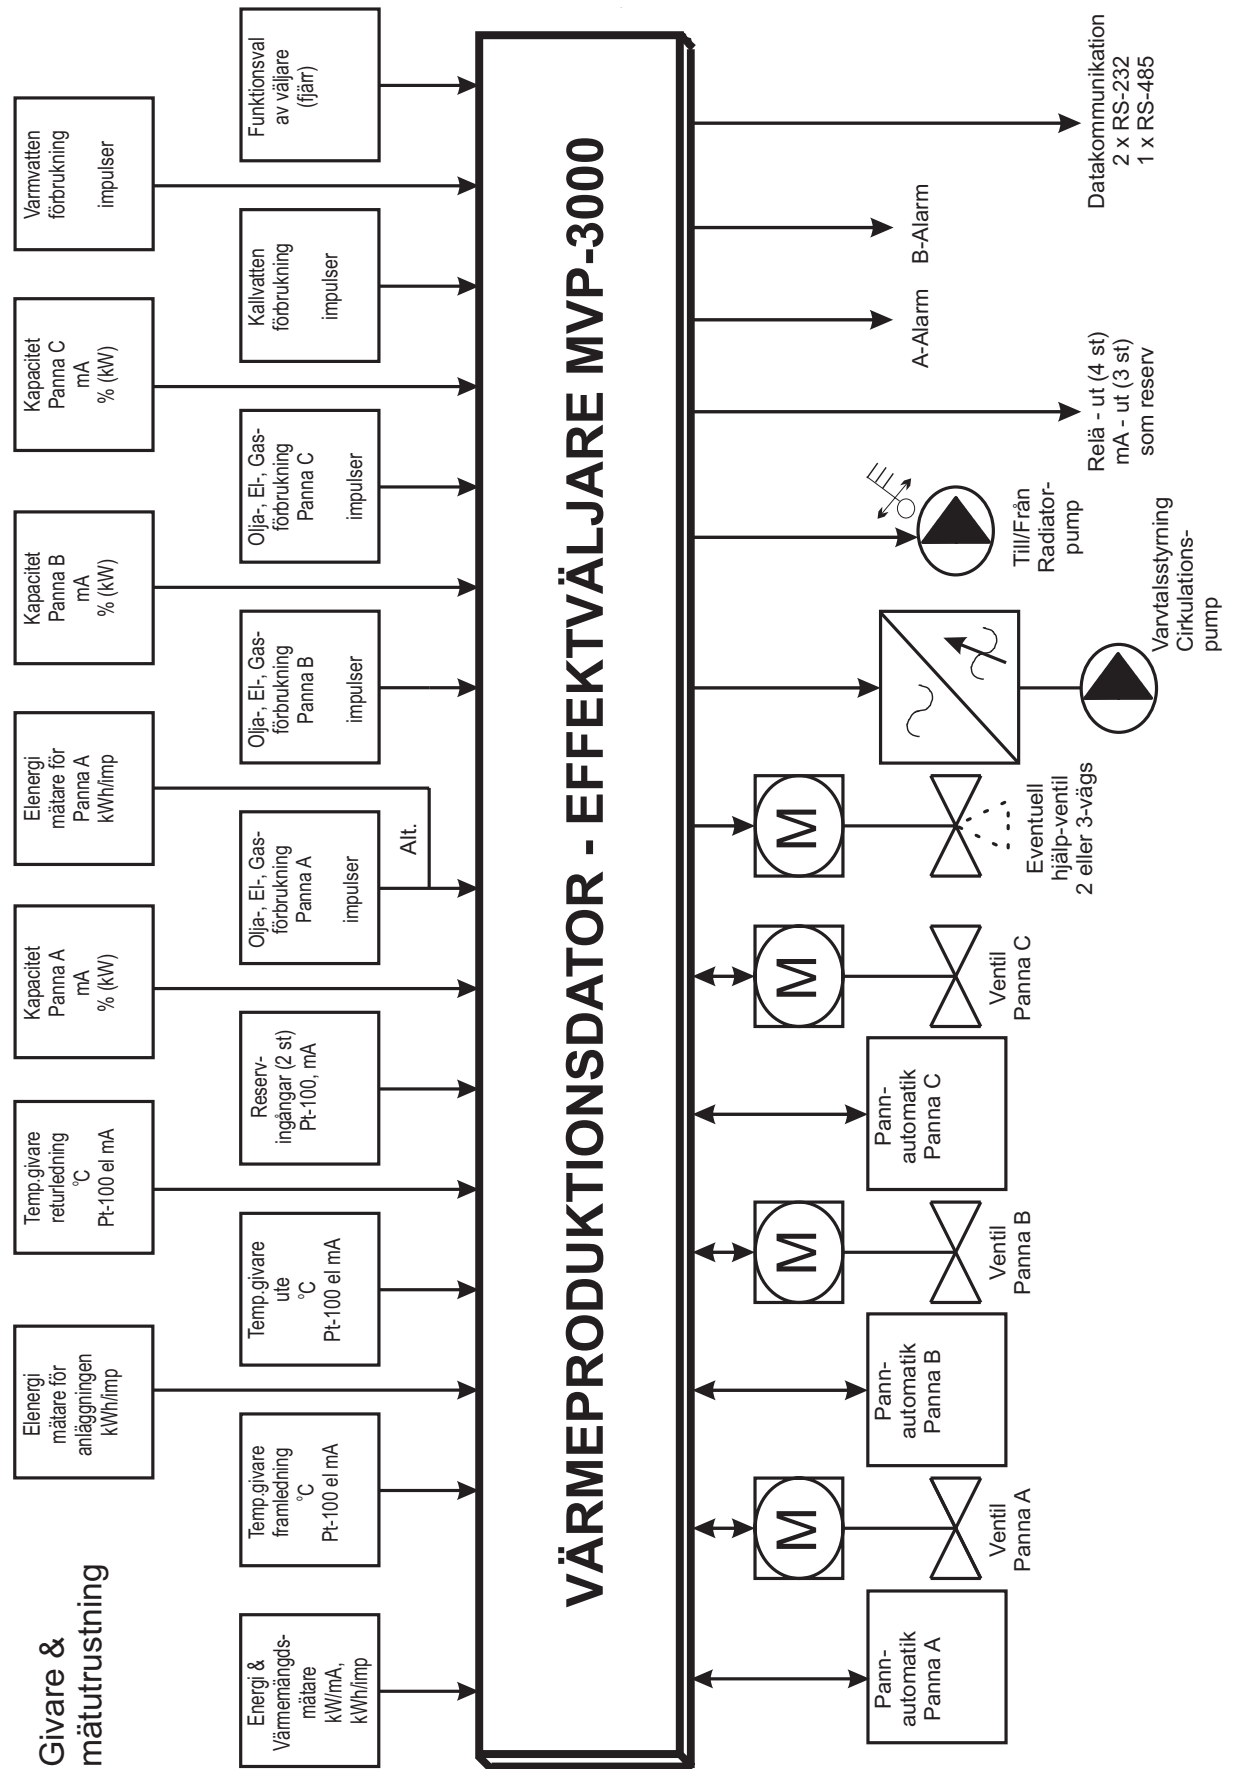 Givare &
mätutrustning
Elenergi
mätare för
anläggningen
kWh/imp
Temp.givare
returledning
°C
Pt-100 el mA
Kapacitet
Panna A
mA
% (kW)
Elenergi
mätare för
Panna A
kWh/imp
Kapacitet
Panna B
mA
% (kW)
Kapacitet
Panna C
mA
% (kW)
Varmvatten
förbrukning
impulser
Energi &
Värmemängds-
mätare
kW/mA,
kWh/imp
Temp.givare
framledning
°C
Pt-100 el mA
Temp.givare
ute
°C
Pt-100 el mA
Reserv-
ingångar (2 st)
Pt-100, mA
Olja-, El-, Gas-
förbrukning
Panna A
impulser
Alt.
Olja-, El-, Gas-
förbrukning
Panna B
impulser
Olja-, El-, Gas-
förbrukning
Panna C
impulser
Kallvatten
förbrukning
impulser
Funktionsval
av väljare
(fjärr)
VÄRMEPRODUKTIONSDATOR - EFFEKTVÄLJARE MVP-3000
Pann-
automatik
Panna A
M
Ventil
Panna A
Pann-
automatik
Panna B
M
Ventil
Panna B
Pann-
automatik
Panna C
M
Ventil
Panna C
M
Eventuell
hjälp-ventil
2 eller 3-vägs
Varvtalsstyrning
Cirkulations-
pump
Till/Från
Radiator-
pump
Relä - ut (4 st)
mA - ut (3 st)
som reserv
A-Alarm
B-Alarm
Datakommunikation
2 x RS-232
1 x RS-485